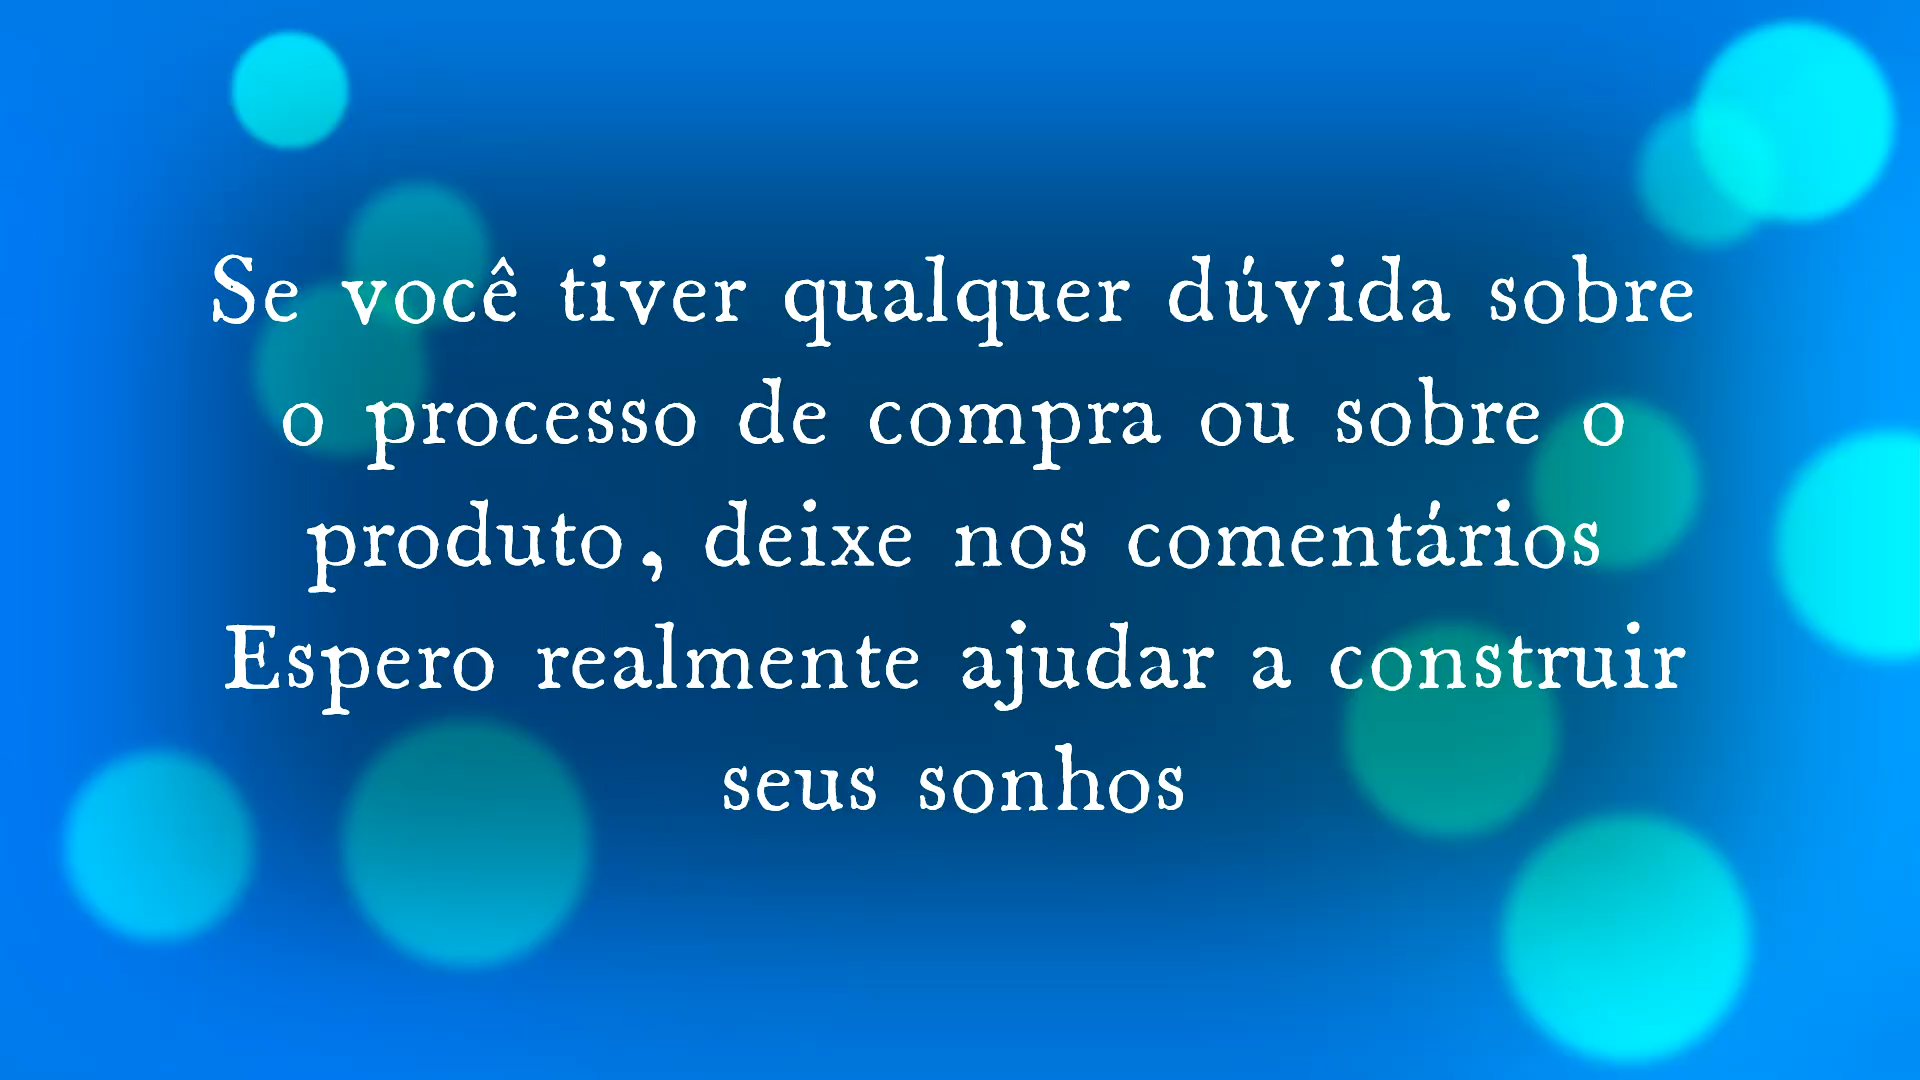 Se você tiver qualquer dúvida sobre
o processo de compra ou sobre o
produto, deixe nos comentários
Espero realmente ajudar a construir
seus sonhos